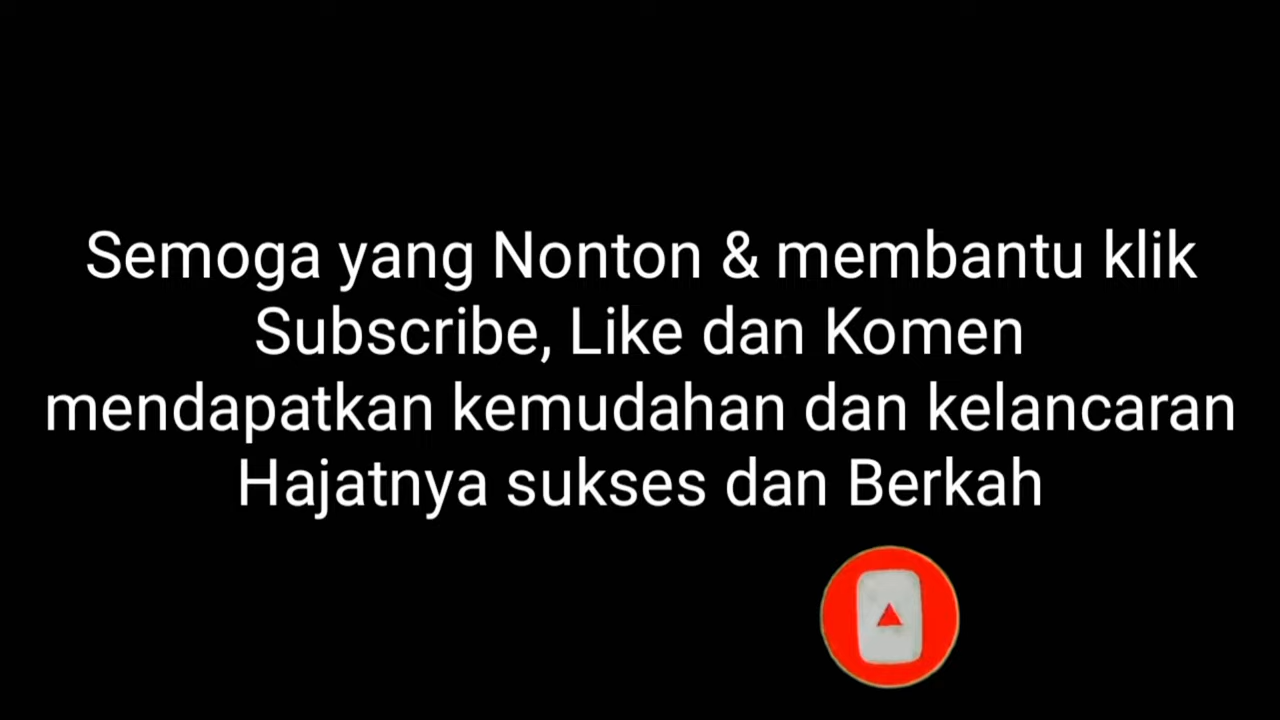 Semoga yang Nonton & membantu klik
Subscribe, Like dan Komen
mendapatkan kemudahan dan kelancaran
Hajatnya sukses dan Berkah